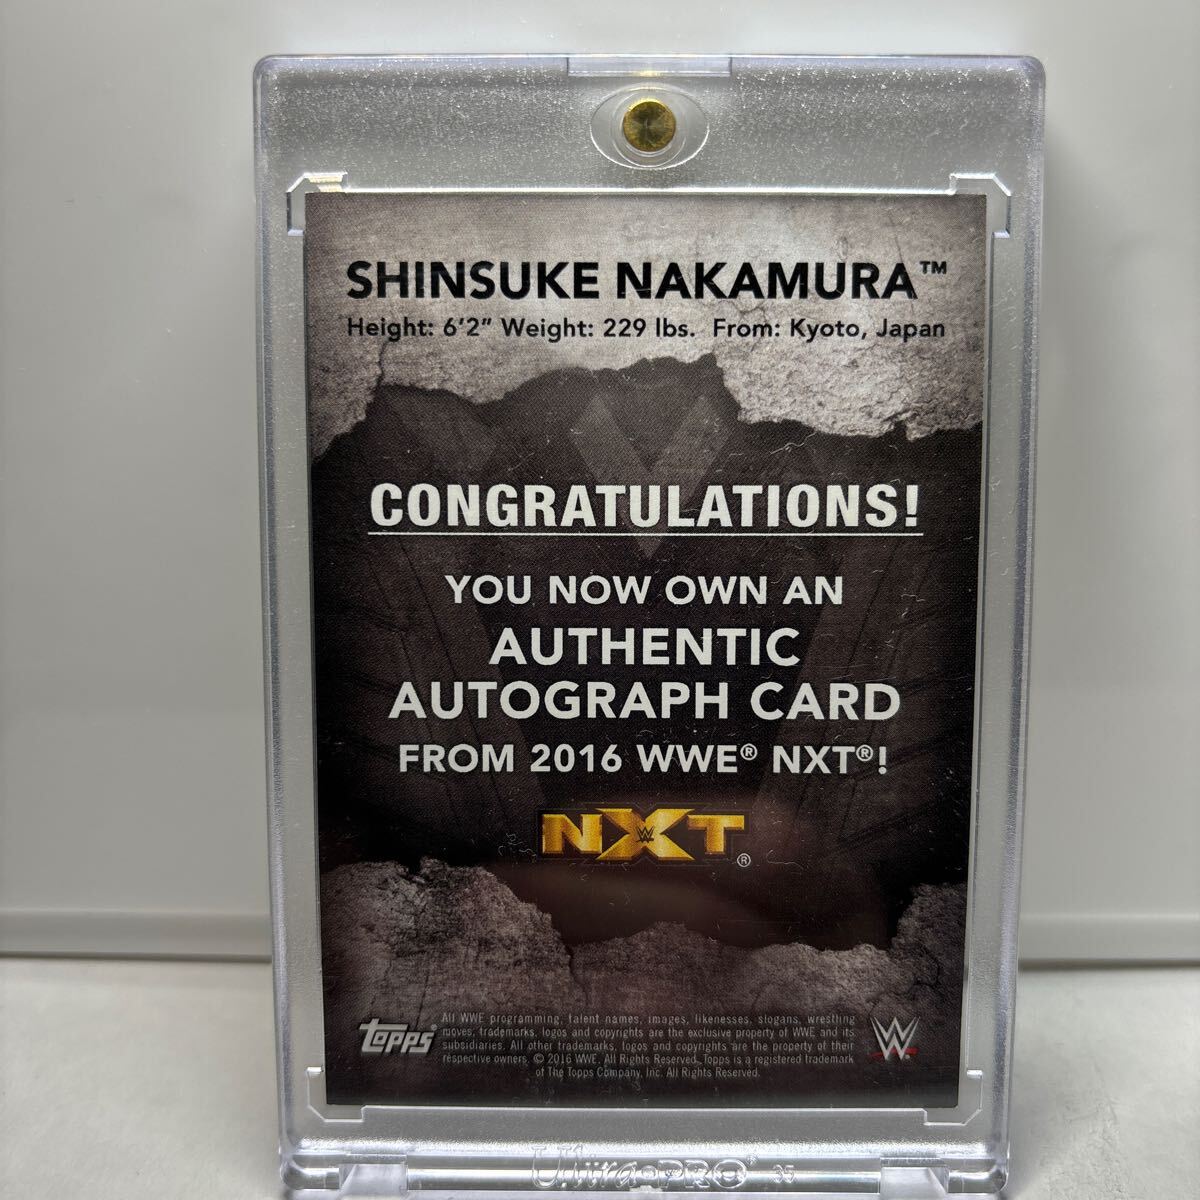 SHINSUKE NAKAMURA™
Height: 6'2" Weight: 229 lbs. From: Kyoto, Japan
CONGRATULATIONS!
YOU NOW OWN AN
AUTHENTIC
AUTOGRAPH CARD
FROM 2016 WWE® NXT®!
NXT®
All WWE programming, talent names, images, likenesses, slogans, wrestling
moves, trademarks, logos and copyrights are the exclusive property of WWE and its
subsidiaries. All other trademarks, logos and copyrights are the property of their
respective owners. © 2016 WWE. All Rights Reserved. Topps is a registered trademark
of The Topps Company, Inc. All Rights Reserved.
Topps®
W
Ultra•PRO 35